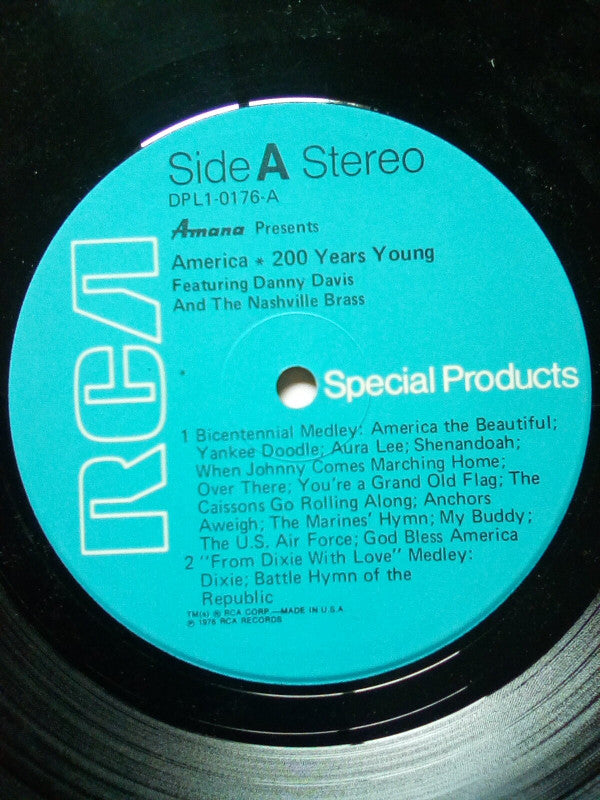 Side A Stereo
DPL1-0176-A
Amana Presents
America * 200 Years Young
Featuring Danny Davis
And The Nashville Brass
RCA
Special Products
1 Bicentennial Medley: America the Beautiful;
Yankee Doodle; Aura Lee; Shenandoah;
When Johnny Comes Marching Home;
Over There; You're a Grand Old Flag; The
Caissons Go Rolling Along; Anchors
Aweigh; The Marines' Hymn; My Buddy;
The U.S. Air Force; God Bless America
2 "From Dixie With Love" Medley:
Dixie; Battle Hymn of the
Republic
TM(s) ® RCA CORP.—MADE IN U.S.A.
℗ 1976 RCA RECORDS